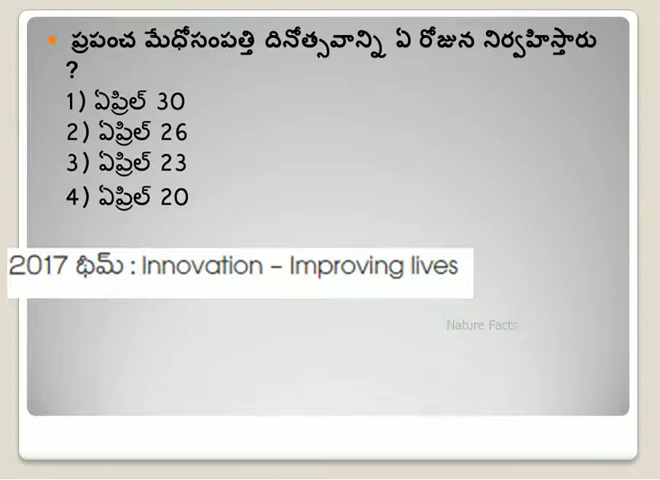 ప్రపంచ మేధోసంపత్తి దినోత్సవాన్ని ఏ రోజున నిర్వహిస్తారు
?
1) ఏప్రిల్ 30
2) ఏప్రిల్ 26
3) ఏప్రిల్ 23
4) ఏప్రిల్ 20
2017 థీమ్ : Innovation – Improving lives
Nature Facts